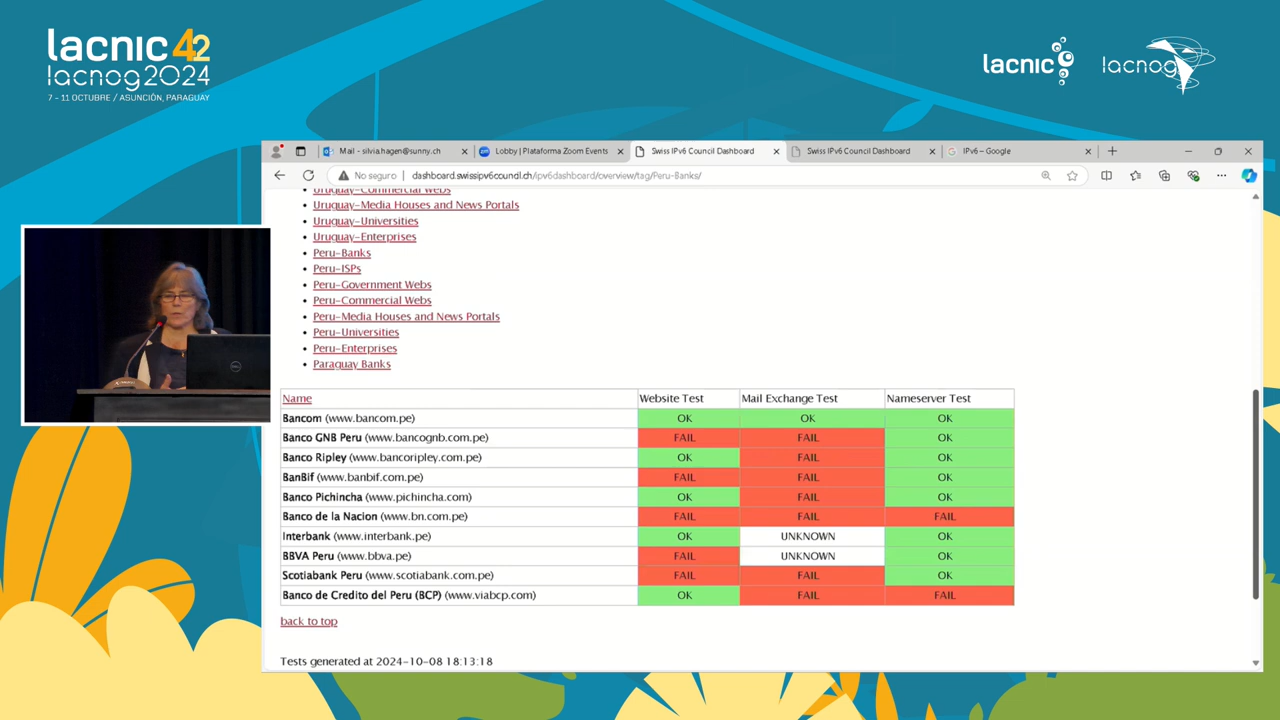 lacnic 42
lacnog2024
7 - 11 OCTUBRE / ASUNCIÓN, PARAGUAY
lacnic
lacnog
Mail - silvia.hagen@sunny.ch
Lobby | Plataforma Zoom Events
Swiss IPv6 Council Dashboard
Swiss IPv6 Council Dashboard
IPv6 - Google
No seguro
dashboard.swissipv6council.ch/ipv6dashboard/overview/tag/Peru-Banks/
Uruguay-Commercial Webs
Uruguay-Media Houses and News Portals
Uruguay-Universities
Uruguay-Enterprises
Peru-Banks
Peru-ISPs
Peru-Government Webs
Peru-Commercial Webs
Peru-Media Houses and News Portals
Peru-Universities
Peru-Enterprises
Paraguay Banks
Name Website Test Mail Exchange Test Nameserver Test
Bancom (www.bancom.pe) OK OK OK
Banco GNB Peru (www.bancognb.com.pe) FAIL FAIL OK
Banco Ripley (www.bancoripley.com.pe) OK FAIL OK
BanBif (www.banbif.com.pe) FAIL FAIL OK
Banco Pichincha (www.pichincha.com) OK FAIL OK
Banco de la Nacion (www.bn.com.pe) FAIL FAIL FAIL
Interbank (www.interbank.pe) OK UNKNOWN OK
BBVA Peru (www.bbva.pe) FAIL UNKNOWN OK
Scotiabank Peru (www.scotiabank.com.pe) FAIL FAIL OK
Banco de Credito del Peru (BCP) (www.viabcp.com) OK FAIL FAIL
back to top
Tests generated at 2024-10-08 18:13:18
DELL